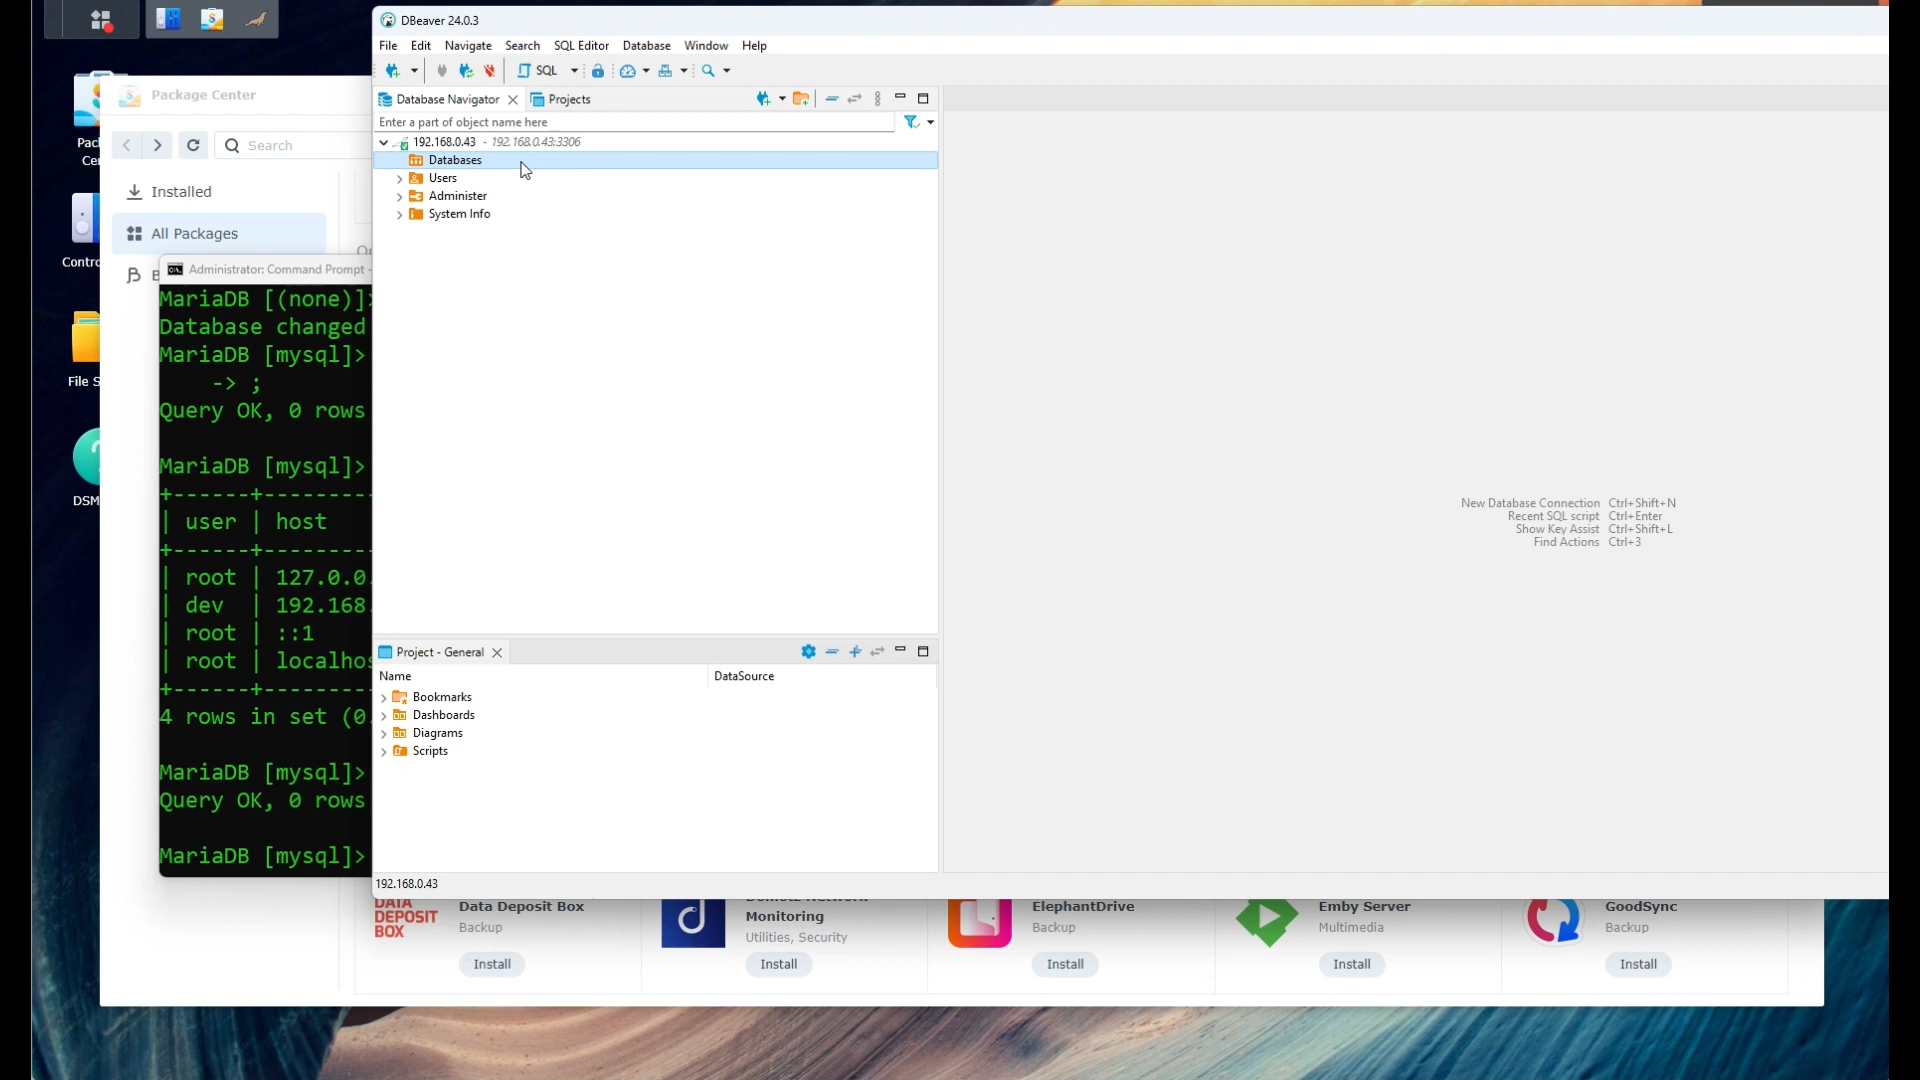 DBeaver 24.0.3
File Edit Navigate Search SQL Editor Database Window Help
SQL
Database Navigator Projects
Enter a part of object name here
192.168.0.43 - 192.168.0.43:3306
Databases
Users
Administer
System Info
New Database Connection Ctrl+Shift+N
Recent SQL script Ctrl+Enter
Show Key Assist Ctrl+Shift+L
Find Actions Ctrl+3
Project - General
Name DataSource
Bookmarks
Dashboards
Diagrams
Scripts
192.168.0.43
Package Center
Search
Installed
All Packages
File S
DSM
Administrator: Command Prompt -
MariaDB [(none)]>
Database changed
MariaDB [mysql]>
-> ;
Query OK, 0 rows
MariaDB [mysql]>
+------+---------
| user | host
+------+---------
| root | 127.0.0.
| dev | 192.168.
| root | ::1
| root | localhos
+------+---------
4 rows in set (0.
MariaDB [mysql]>
Query OK, 0 rows
MariaDB [mysql]>
DATA DEPOSIT BOX
Data Deposit Box
Backup
Install
Monitoring
Utilities, Security
Install
ElephantDrive
Backup
Install
Emby Server
Multimedia
Install
GoodSync
Backup
Install